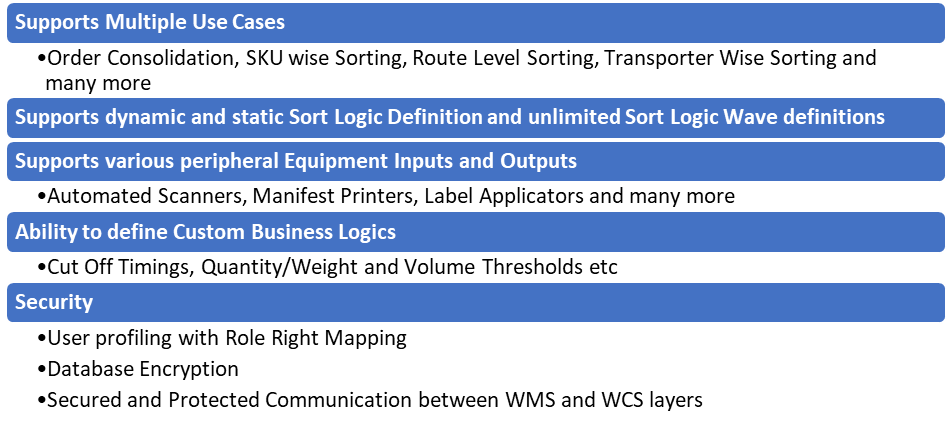 Supports Multiple Use Cases
•Order Consolidation, SKU wise Sorting, Route Level Sorting, Transporter Wise Sorting and
many more
Supports dynamic and static Sort Logic Definition and unlimited Sort Logic Wave definitions
Supports various peripheral Equipment Inputs and Outputs
•Automated Scanners, Manifest Printers, Label Applicators and many more
Ability to define Custom Business Logics
•Cut Off Timings, Quantity/Weight and Volume Thresholds etc
Security
•User profiling with Role Right Mapping
•Database Encryption
•Secured and Protected Communication between WMS and WCS layers